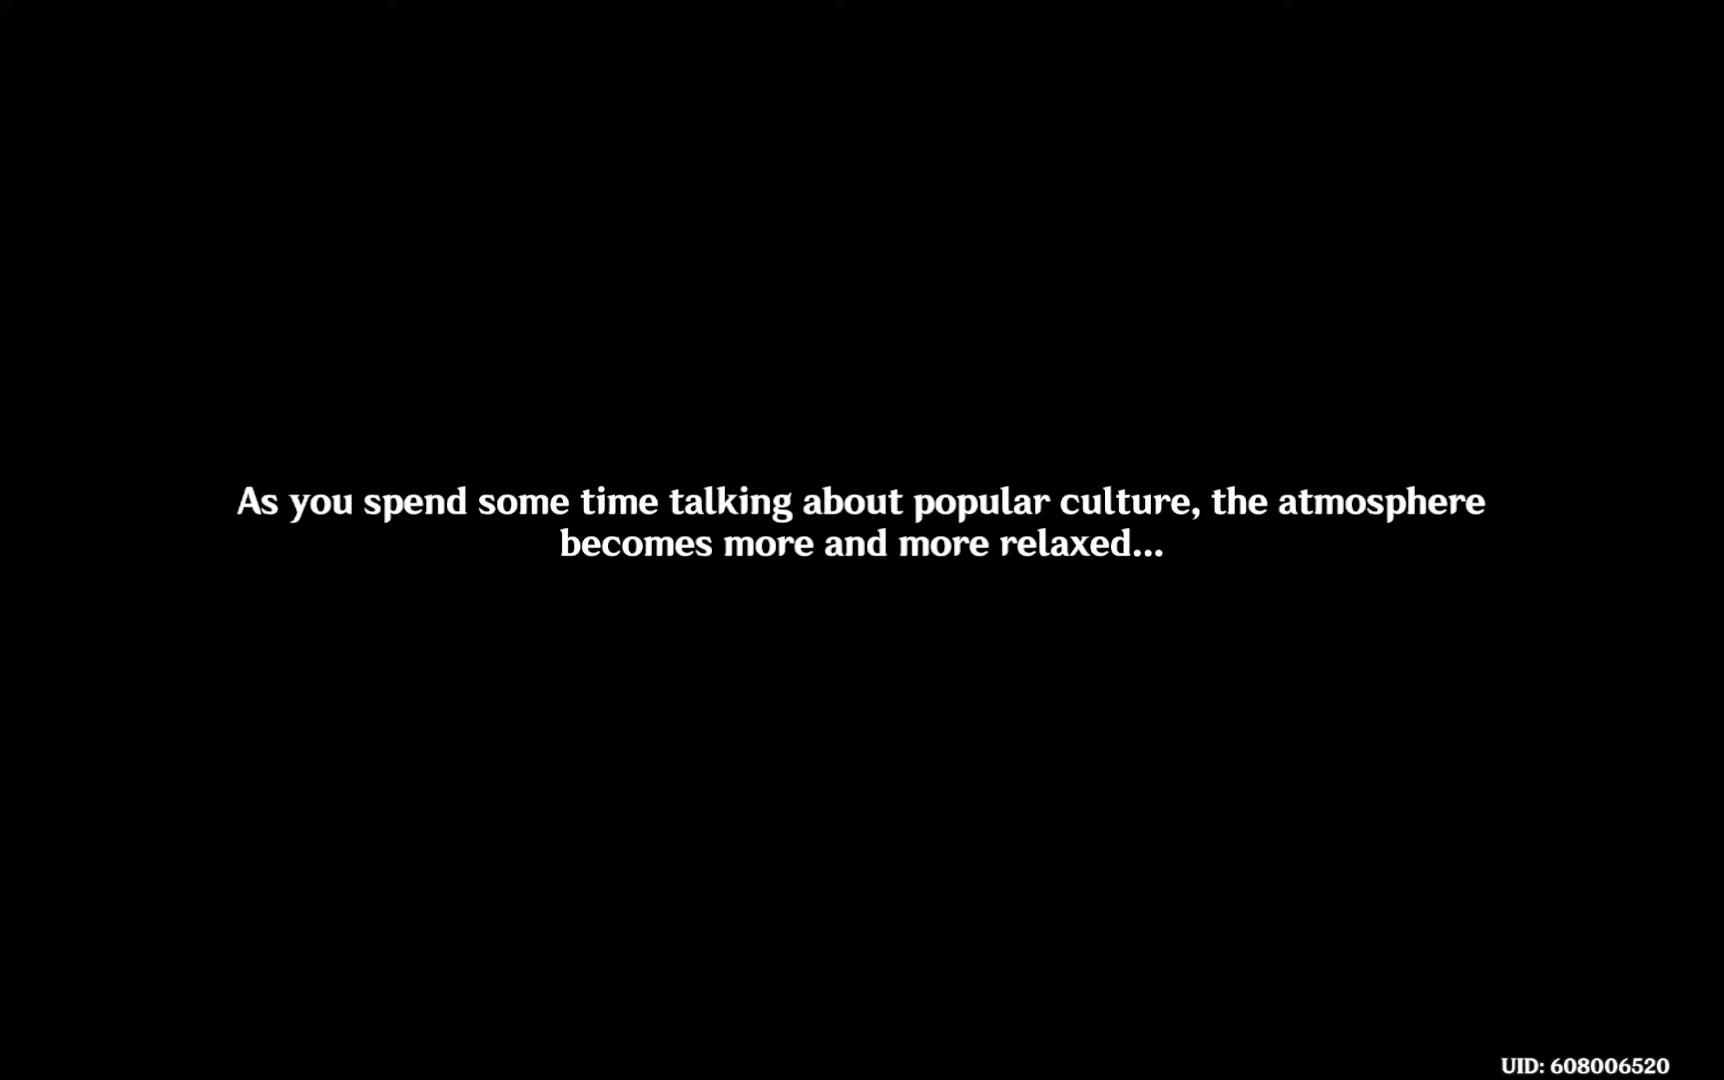 As you spend some time talking about popular culture, the atmosphere
becomes more and more relaxed...
UID: 608006520